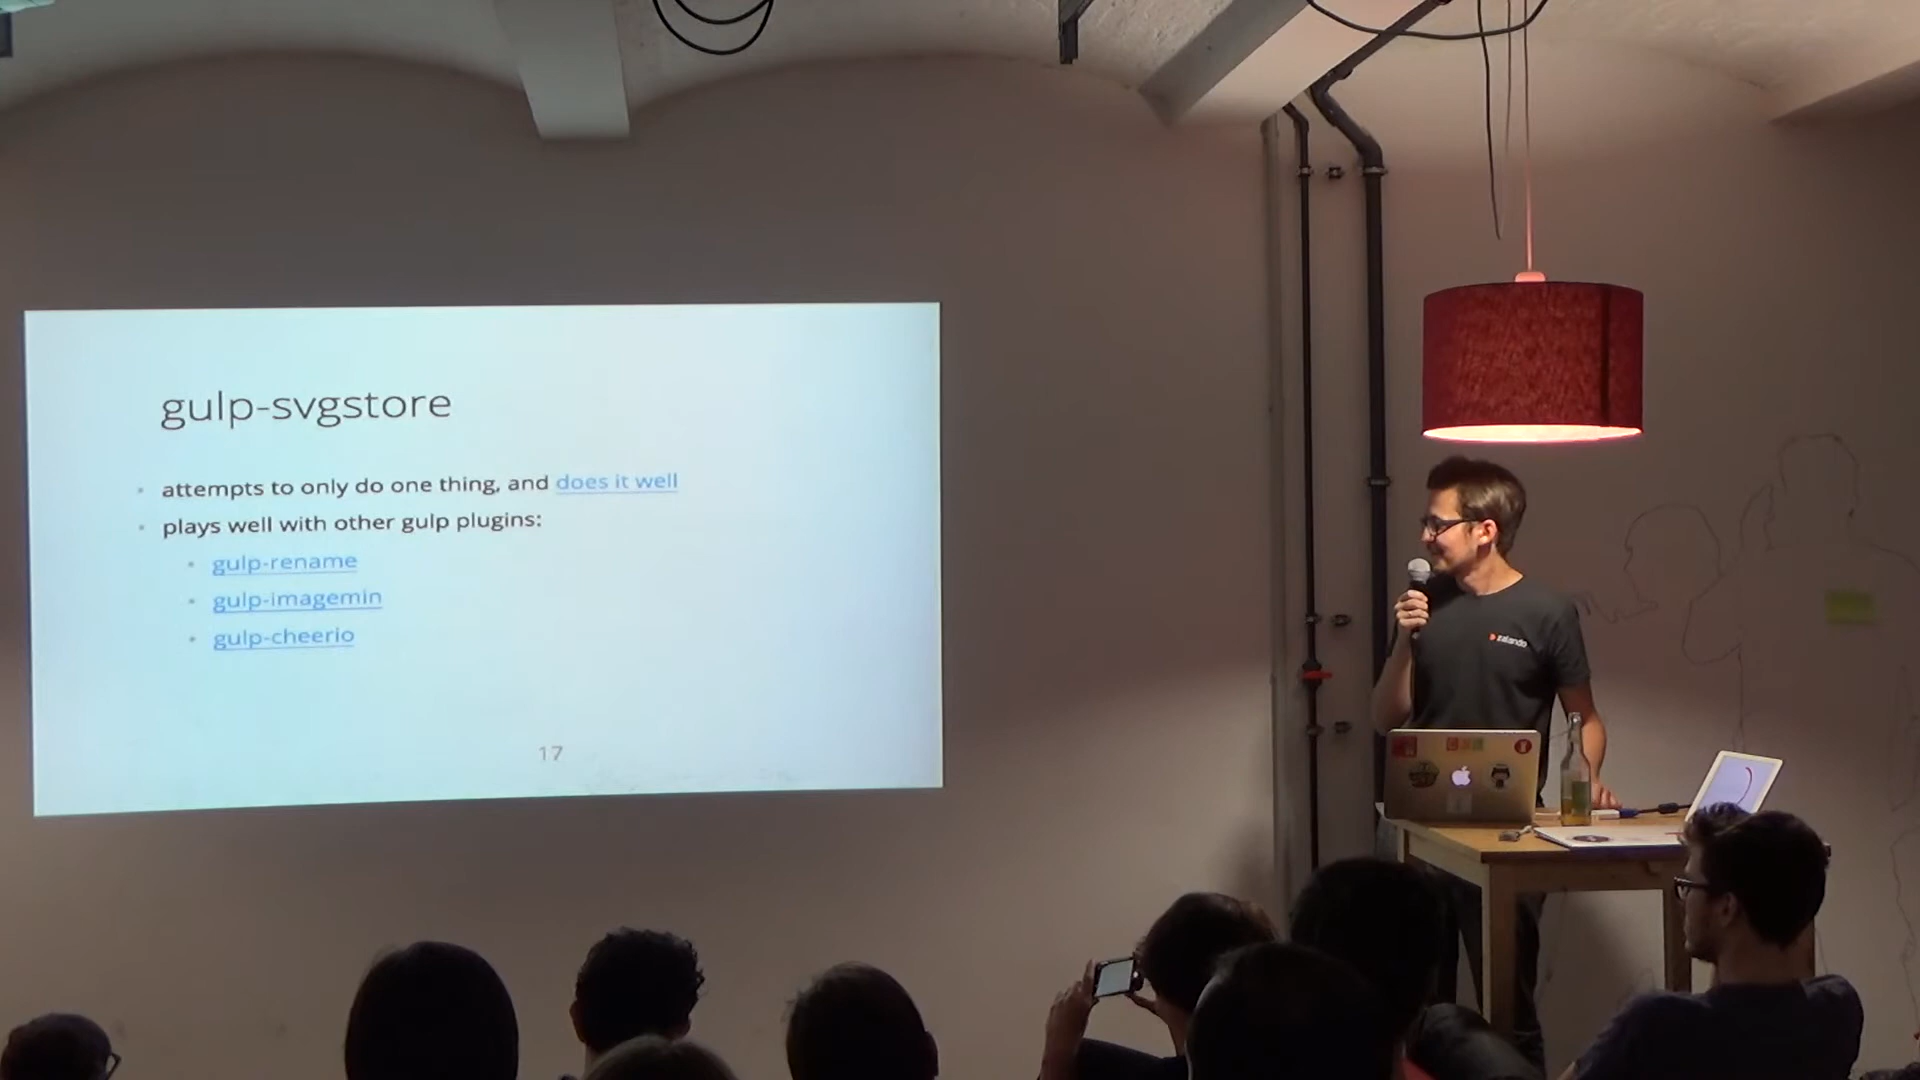 gulp-svgstore
attempts to only do one thing, and does it well
plays well with other gulp plugins:
gulp-rename
gulp-imagemin
gulp-cheerio
17
zalando